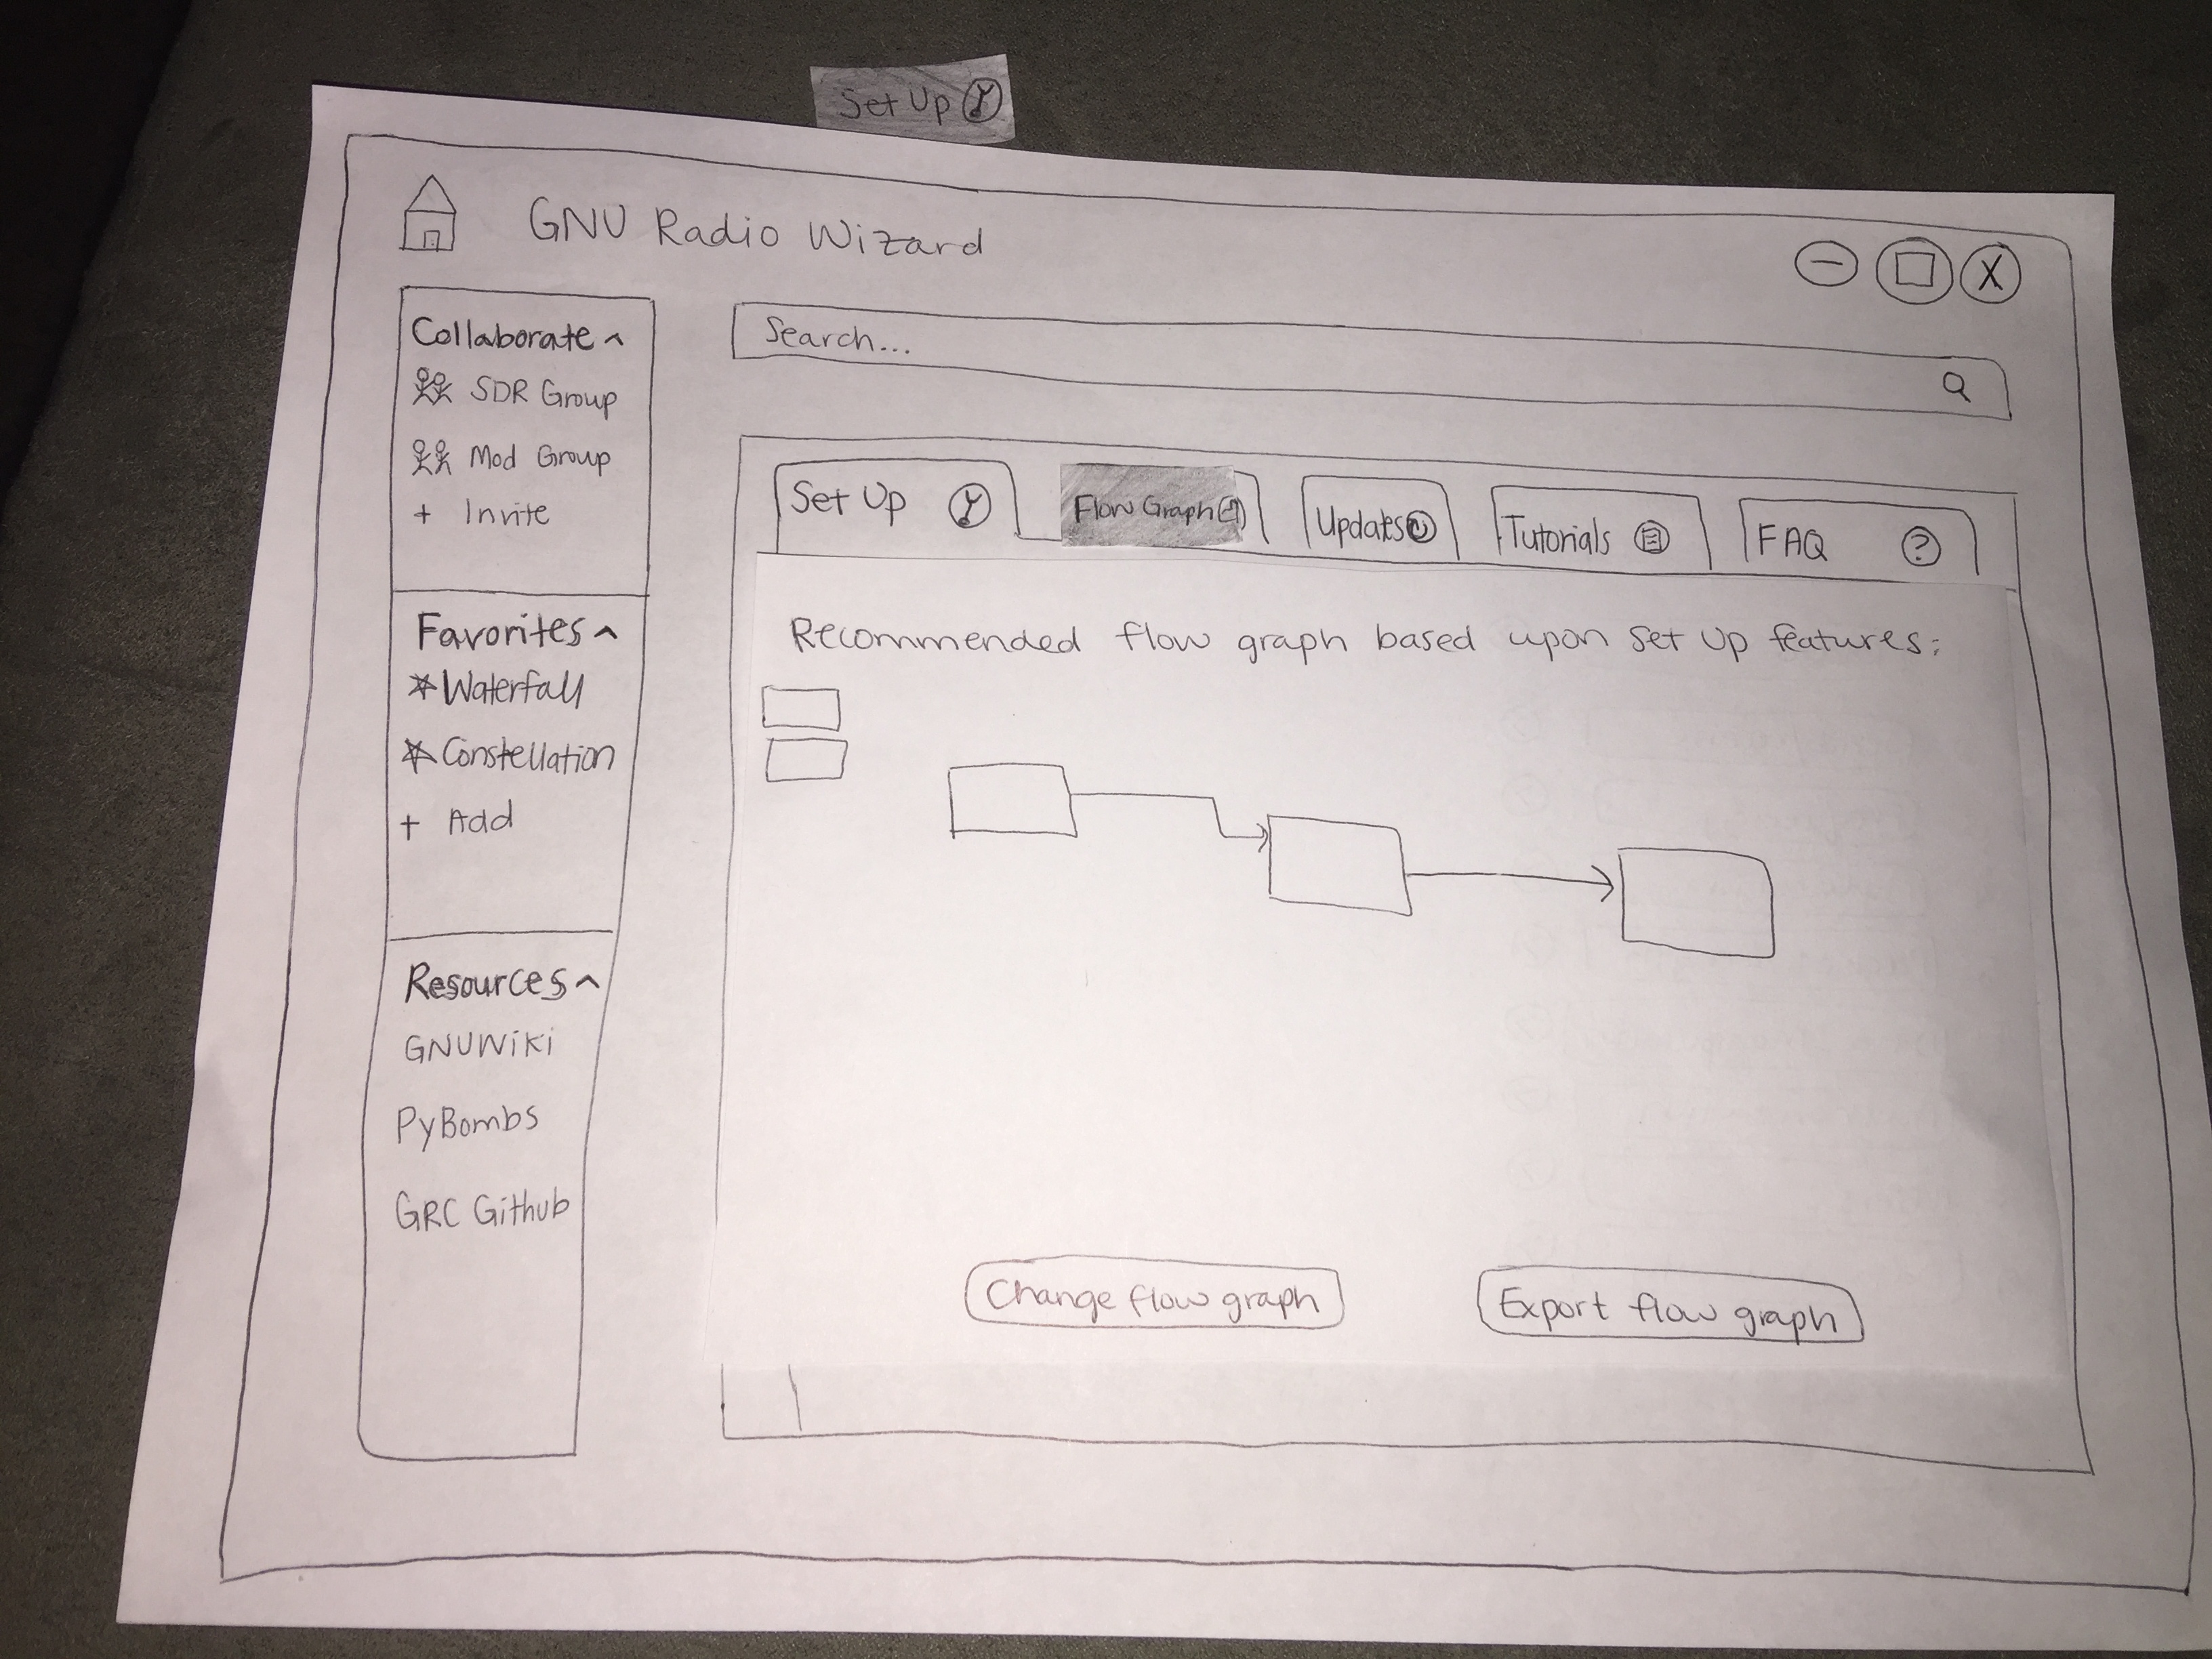 Set Up
GNU Radio Wizard
X
Search...
Collaborate ^
SDR Group
Mod Group
+ Invite
Favorites ^
*Waterfall
*Constellation
+ Add
Resources ^
GNUWiki
PyBombs
GRC Github
Set Up
Flow Graph
Updates
Tutorials
FAQ ?
Recommended flow graph based upon set up features:
Change flow graph
Export flow graph